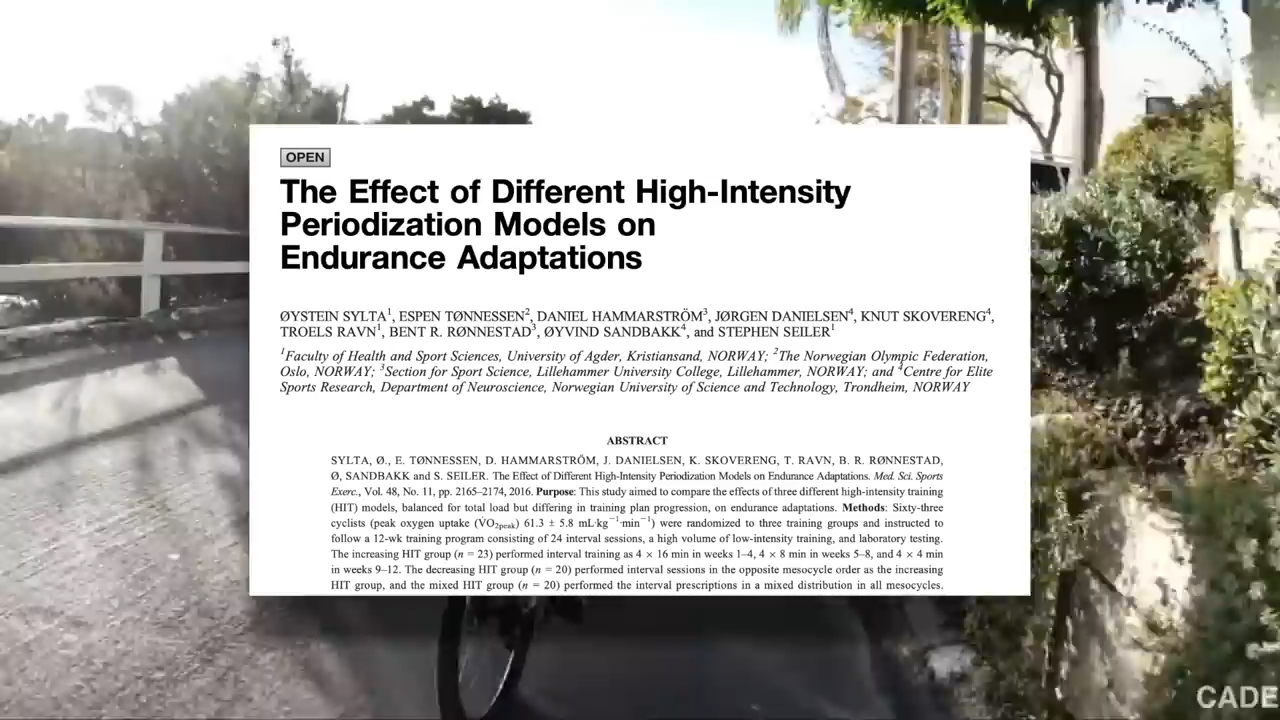 OPEN
The Effect of Different High-Intensity
Periodization Models on
Endurance Adaptations
ØYSTEIN SYLTA1, ESPEN TØNNESSEN2, DANIEL HAMMARSTRÖM3, JØRGEN DANIELSEN4, KNUT SKOVERENG4,
TROELS RAVN1, BENT R. RØNNESTAD3, ØYVIND SANDBAKK4, and STEPHEN SEILER1
1Faculty of Health and Sport Sciences, University of Agder, Kristiansand, NORWAY; 2The Norwegian Olympic Federation,
Oslo, NORWAY; 3Section for Sport Science, Lillehammer University College, Lillehammer, NORWAY; and 4Centre for Elite
Sports Research, Department of Neuroscience, Norwegian University of Science and Technology, Trondheim, NORWAY
ABSTRACT
SYLTA, Ø., E. TØNNESSEN, D. HAMMARSTRÖM, J. DANIELSEN, K. SKOVERENG, T. RAVN, B. R. RØNNESTAD,
Ø, SANDBAKK and S. SEILER. The Effect of Different High-Intensity Periodization Models on Endurance Adaptations. Med. Sci. Sports
Exerc., Vol. 48, No. 11, pp. 2165–2174, 2016. Purpose: This study aimed to compare the effects of three different high-intensity training
(HIT) models, balanced for total load but differing in training plan progression, on endurance adaptations. Methods: Sixty-three
cyclists (peak oxygen uptake (V̇O2peak) 61.3 ± 5.8 mL·kg−1·min−1) were randomized to three training groups and instructed to
follow a 12-wk training program consisting of 24 interval sessions, a high volume of low-intensity training, and laboratory testing.
The increasing HIT group (n = 23) performed interval training as 4 × 16 min in weeks 1–4, 4 × 8 min in weeks 5–8, and 4 × 4 min
in weeks 9–12. The decreasing HIT group (n = 20) performed interval sessions in the opposite mesocycle order as the increasing
HIT group, and the mixed HIT group (n = 20) performed the interval prescriptions in a mixed distribution in all mesocycles.
CADE